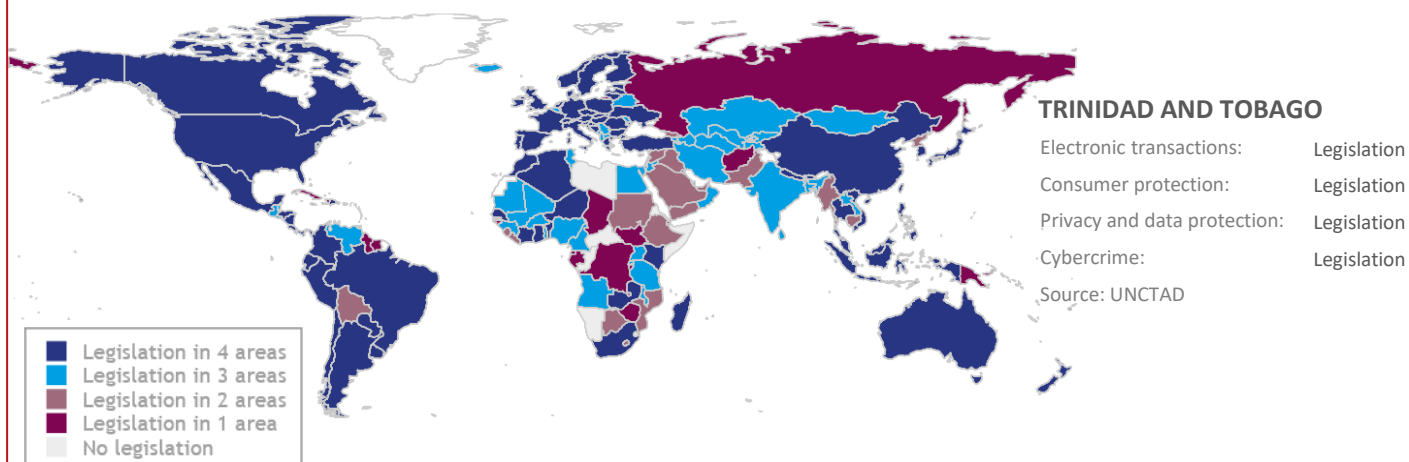 TRINIDAD AND TOBAGO
Electronic transactions: Legislation
Consumer protection: Legislation
Privacy and data protection: Legislation
Cybercrime: Legislation
Source: UNCTAD
Legislation in 4 areas
Legislation in 3 areas
Legislation in 2 areas
Legislation in 1 area
No legislation